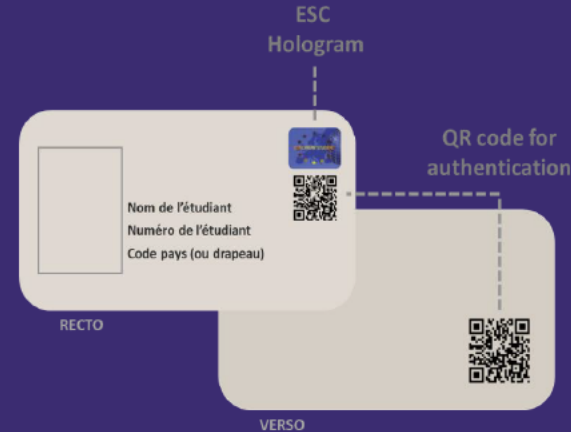 ESC
Hologram
QR code for
authentication
Nom de l'étudiant
Numéro de l'étudiant
Code pays (ou drapeau)
RECTO
VERSO